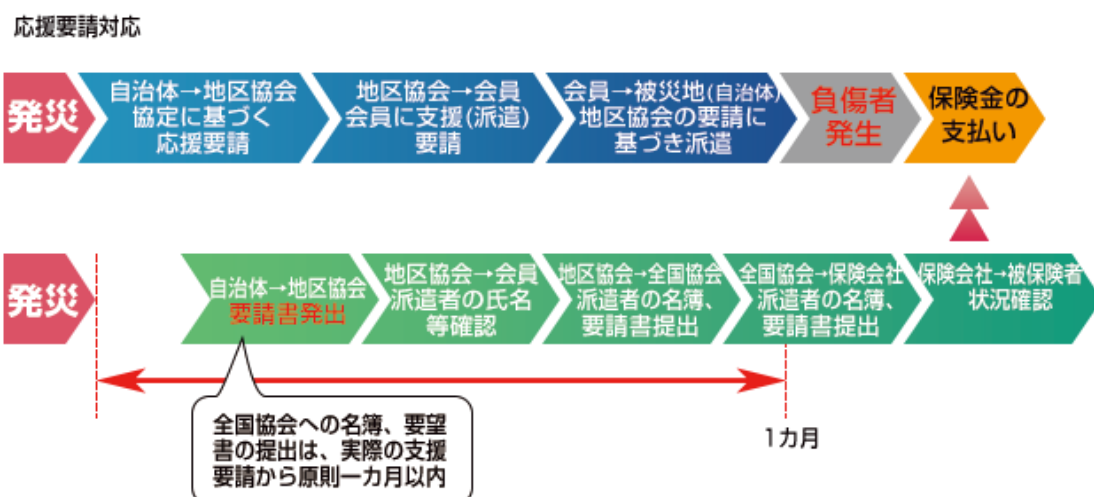 応援要請対応
発災
自治体→地区協会
協定に基づく
応援要請
地区協会→会員
会員に支援(派遣)
要請
会員→被災地(自治体)
地区協会の要請に
基づき派遣
負傷者
発生
保険金の
支払い
発災
自治体→地区協会
要請書発出
地区協会→会員
派遣者の氏名
等確認
地区協会→全国協会
派遣者の名簿、
要請書提出
全国協会→保険会社
派遣者の名簿、
要請書提出
保険会社→被保険者
状況確認
全国協会への名簿、要望
書の提出は、実際の支援
要請から原則一カ月以内
1カ月